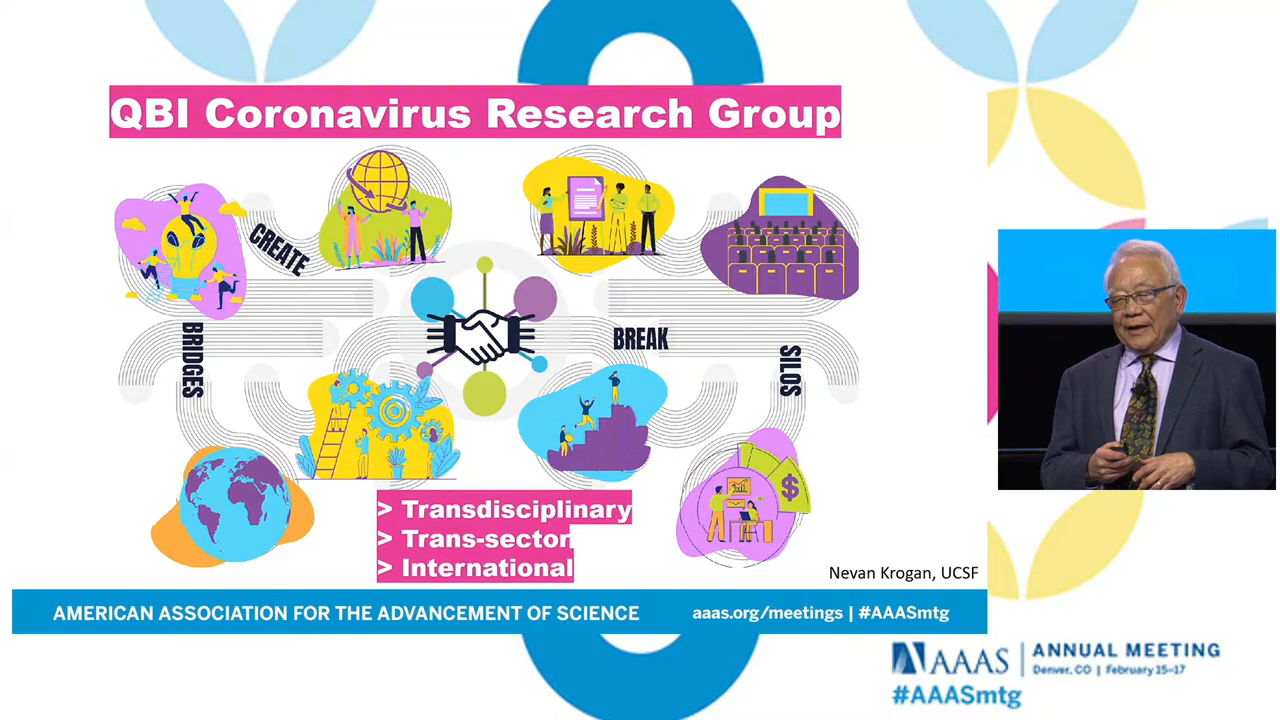 QBI Coronavirus Research Group
CREATE
BRIDGES
BREAK
SILOS
$
> Transdisciplinary
> Trans-sector
> International
Nevan Krogan, UCSF
AMERICAN ASSOCIATION FOR THE ADVANCEMENT OF SCIENCE
aaas.org/meetings | #AAASmtg
AAAS | ANNUAL MEETING
Denver, CO | February 15–17
#AAASmtg